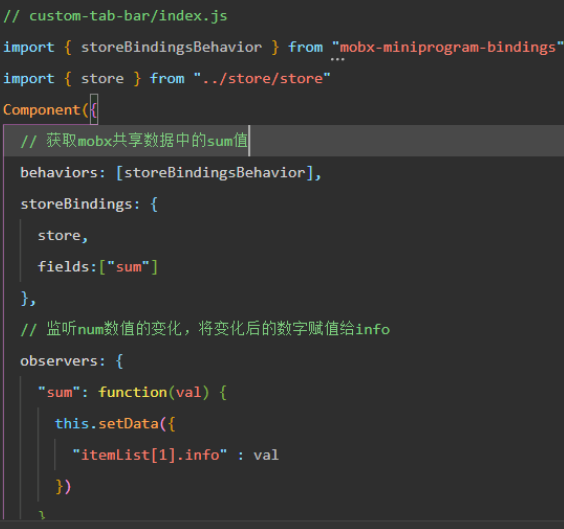 // custom-tab-bar/index.js
import { storeBindingsBehavior } from "mobx-miniprogram-bindings"
import { store } from "../store/store"
Component({
// 获取mobx共享数据中的sum值
behaviors: [storeBindingsBehavior],
storeBindings: {
store,
fields:["sum"]
},
// 监听num数值的变化，将变化后的数字赋值给info
observers: {
"sum": function(val) {
this.setData({
"itemList[1].info" : val
})
}